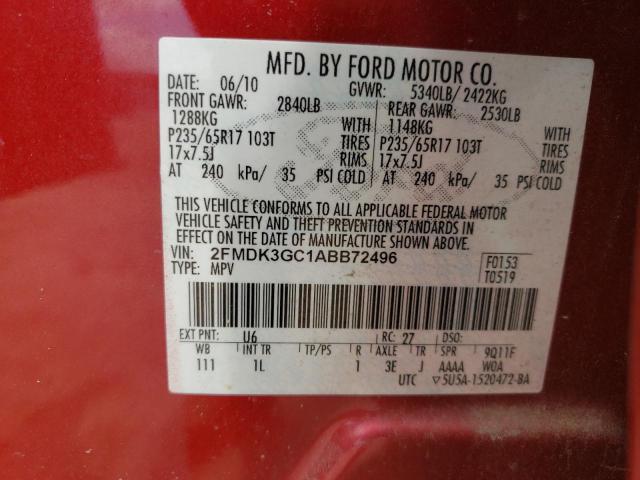 MFD. BY FORD MOTOR CO.
DATE: 06/10 GVWR: 5340LB/ 2422KG
FRONT GAWR: 2840LB REAR GAWR: 2530LB
1288KG WITH 1148KG WITH
P235/65R17 103T TIRES P235/65R17 103T TIRES
17x7.5J RIMS 17x7.5J RIMS
AT 240 kPa/ 35 PSI COLD AT 240 kPa/ 35 PSI COLD
THIS VEHICLE CONFORMS TO ALL APPLICABLE FEDERAL MOTOR
VEHICLE SAFETY AND THEFT PREVENTION STANDARDS IN
EFFECT ON THE DATE OF MANUFACTURE SHOWN ABOVE.
VIN: 2FMDK3GC1ABB72496 F0153
TYPE: MPV T0519
EXT PNT: U6 RC: 27 DSO:
WB INT TR TP/PS R AXLE TR SPR 9Q11F
111 1L 1 3E J AAAA W0A
UTC ▽5U5A-1520472-BA